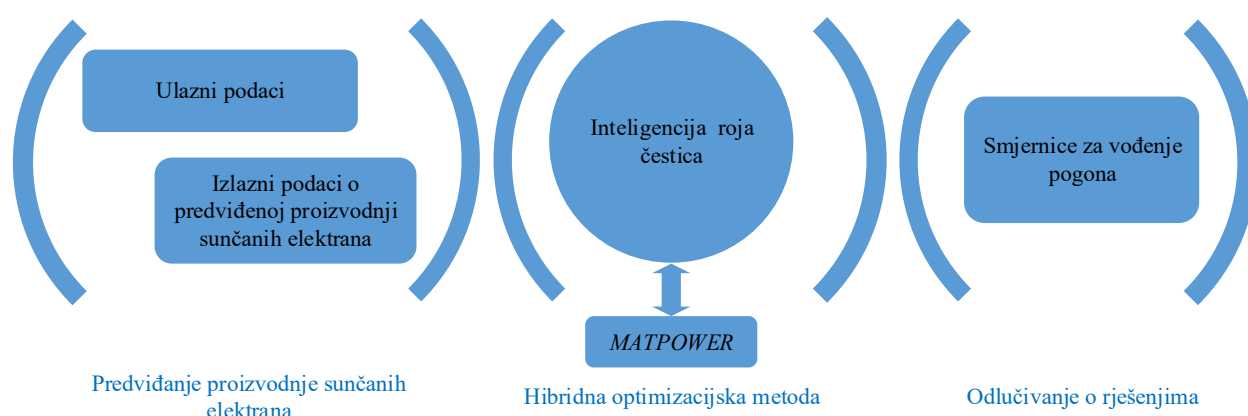 Ulazni podaci
Izlazni podaci o
predviđenoj proizvodnji
sunčanih elektrana
Predviđanje proizvodnje sunčanih
elektrana
Inteligencija roja
čestica
MATPOWER
Hibridna optimizacijska metoda
Smjernice za vođenje
pogona
Odlučivanje o rješenjima